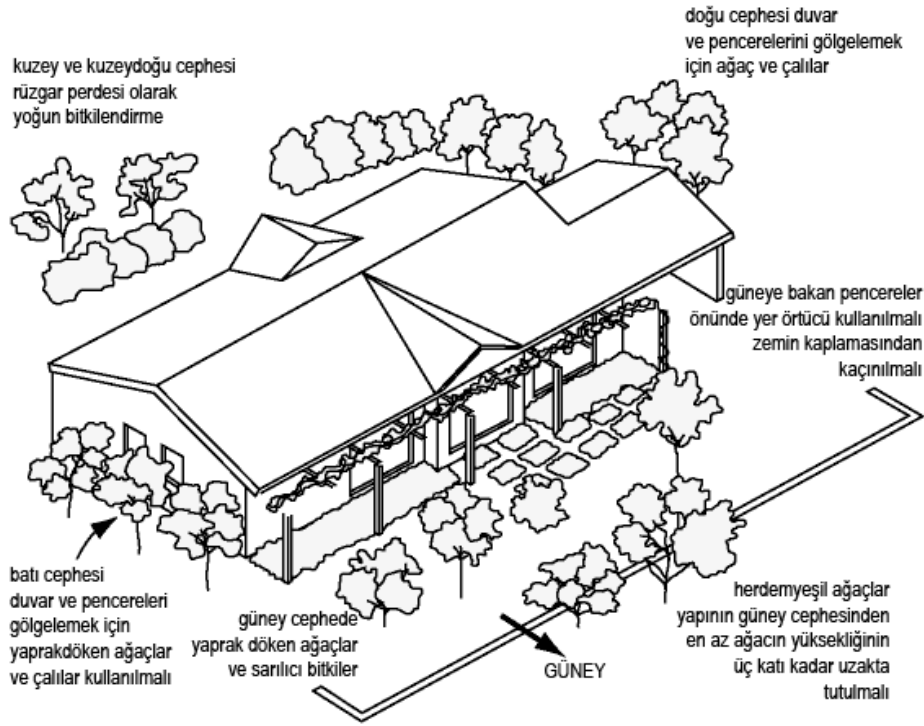 doğu cephesi duvar
ve pencerelerini gölgelemek
için ağaç ve çalılar
kuzey ve kuzeydoğu cephesi
rüzgar perdesi olarak
yoğun bitkilendirme
güneye bakan pencereler
önünde yer örtücü kullanılmalı
zemin kaplamasından
kaçınılmalı
batı cephesi
duvar ve pencereleri
gölgelemek için
yaprakdöken ağaçlar
ve çalılar kullanılmalı
güney cephede
yaprak döken ağaçlar
ve sarılıcı bitkiler
GÜNEY
herdemyeşil ağaçlar
yapının güney cephesinden
en az ağacın yüksekliğinin
üç katı kadar uzakta
tutulmalı